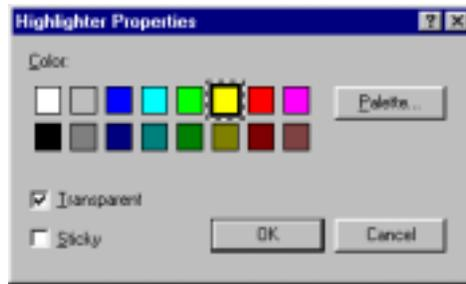 Highlighter Properties
Color:
Palette...
Transparent
Sticky
OK
Cancel